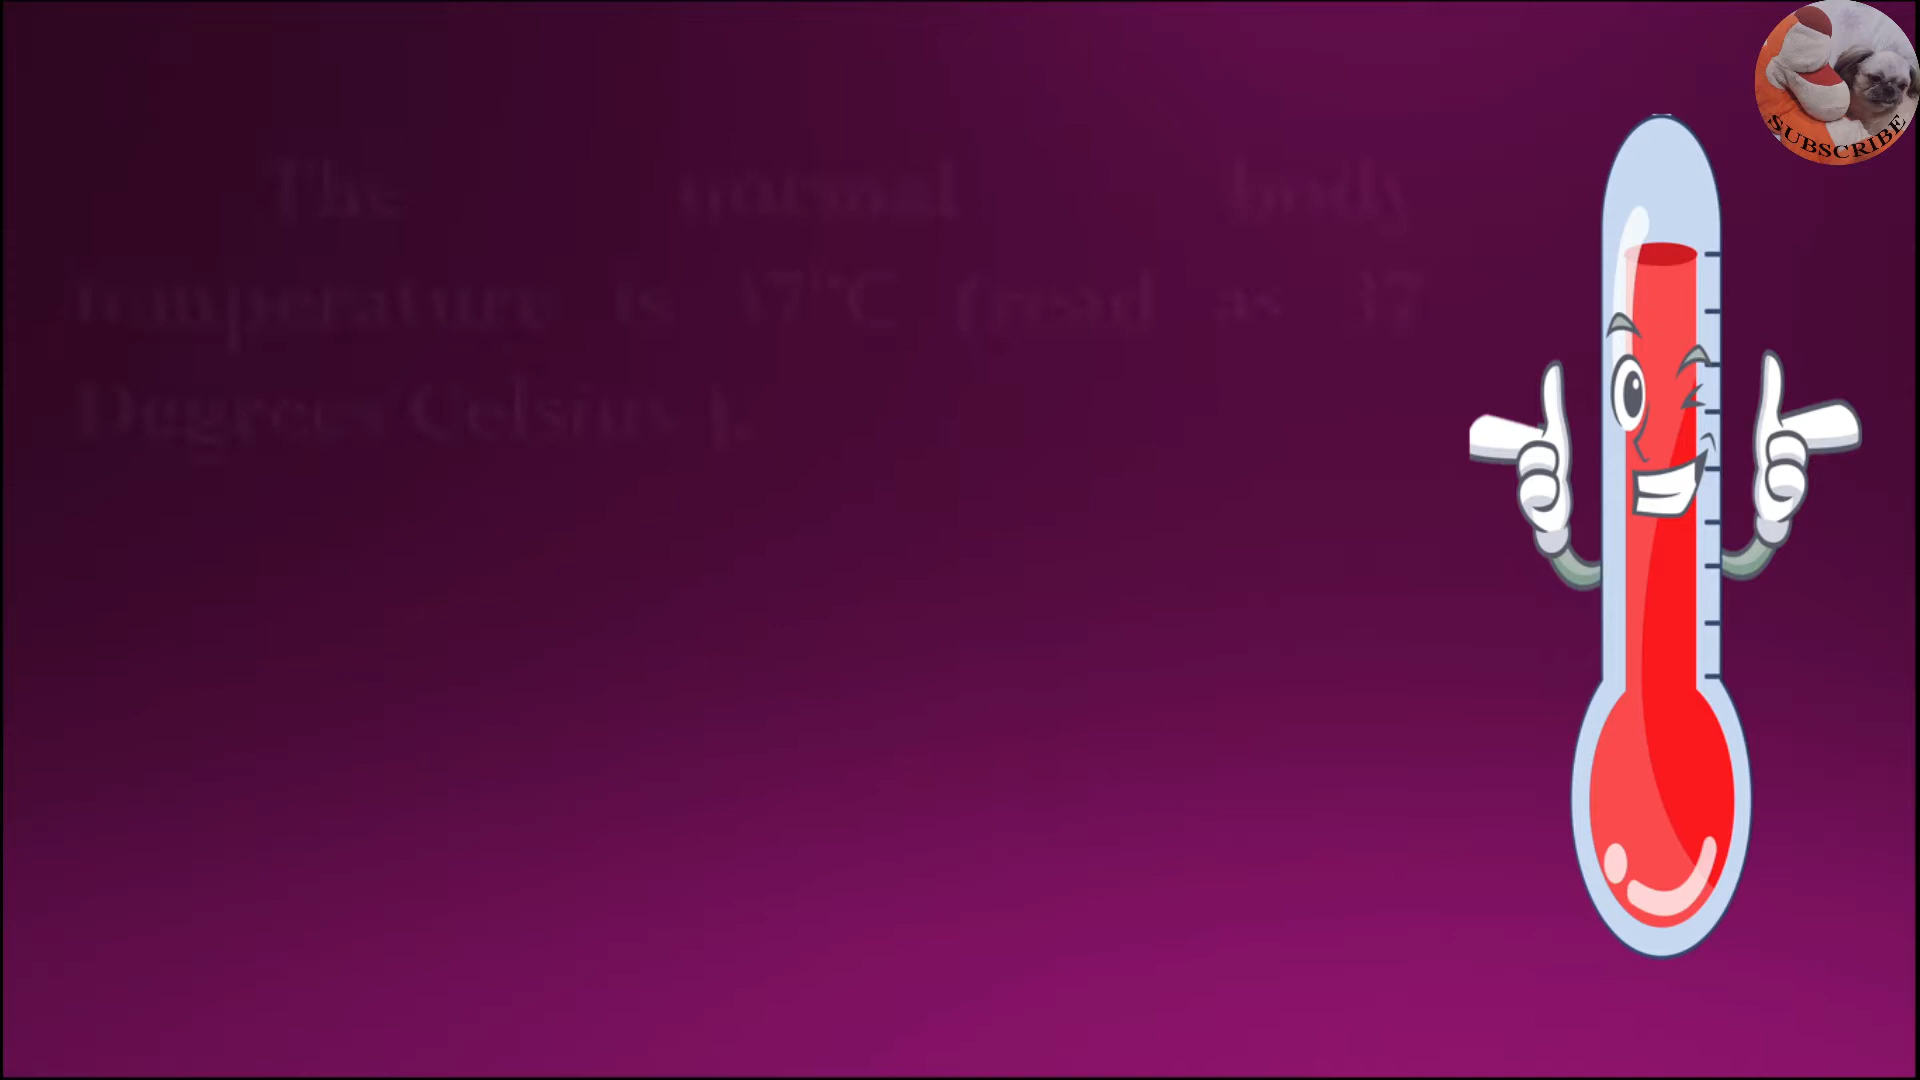 SUBSCRIBE
The normal body
temperature is 37°C (read as 37
Degrees Celsius ).